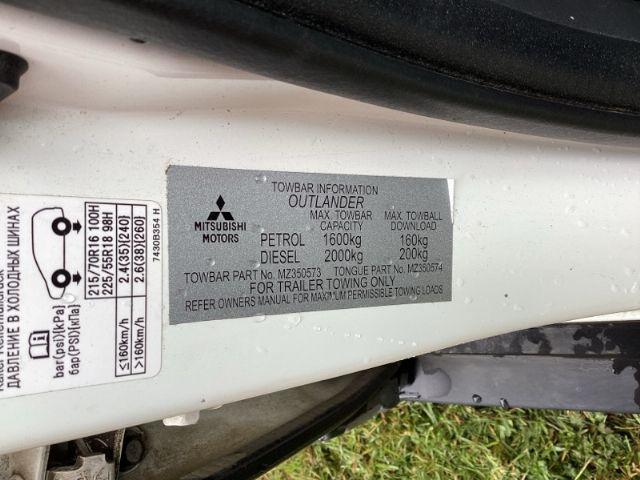 TOWBAR INFORMATION
OUTLANDER
MITSUBISHI
MOTORS
MAX. TOWBAR CAPACITY
MAX. TOWBALL DOWNLOAD
PETROL 1600kg 160kg
DIESEL 2000kg 200kg
TOWBAR PART No. MZ350573 TONGUE PART No. MZ350574
FOR TRAILER TOWING ONLY
REFER OWNERS MANUAL FOR MAXIMUM PERMISSIBLE TOWING LOADS
ДАВЛЕНИЕ В ХОЛОДНЫХ ШИНАХ
bar(psi)[kPa]
бар(PSI)[кПа]
215/70R16 100H
225/55R18 98H
≤160km/h 2.4(35)[240]
>160km/h 2.6(38)[260]
7430B354 H